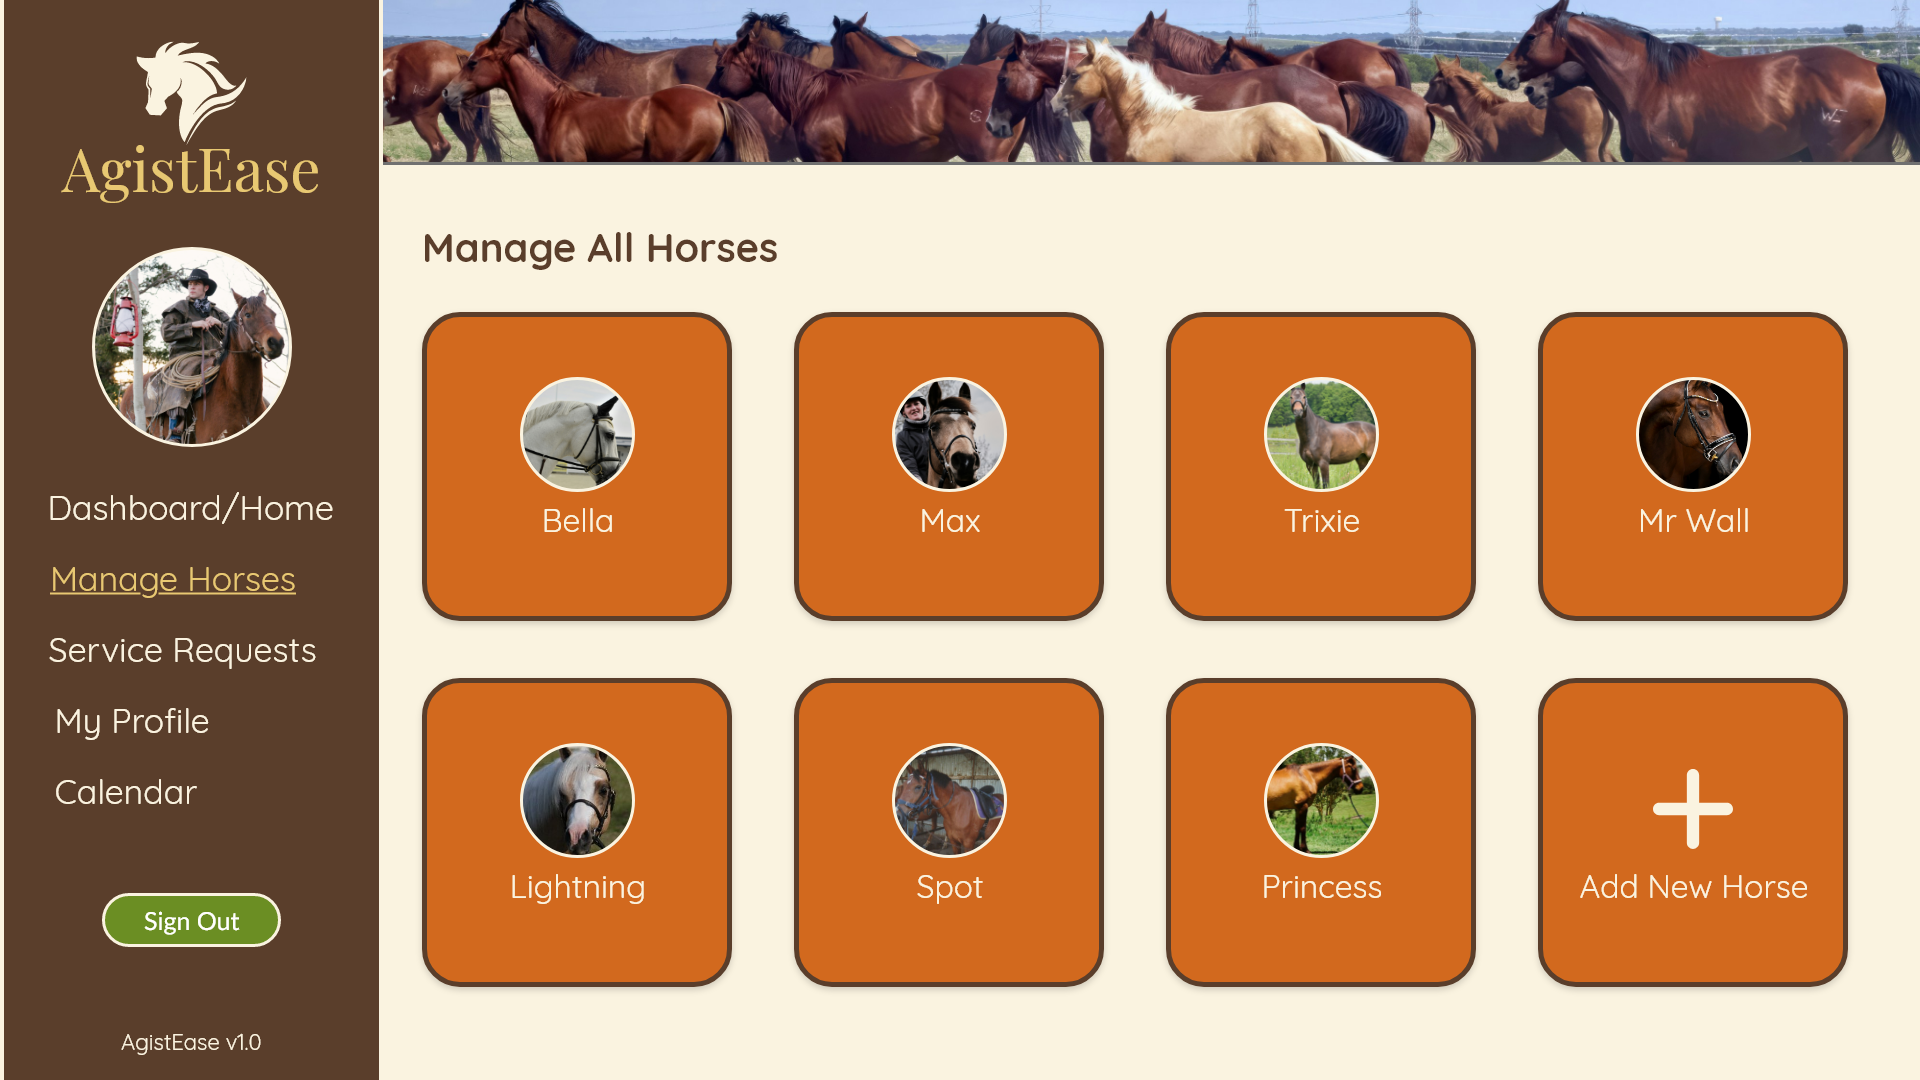 AgistEase
Dashboard/Home
Manage Horses
Service Requests
My Profile
Calendar
Sign Out
AgistEase v1.0
Manage All Horses
Bella
Max
Trixie
Mr Wall
Lightning
Spot
Princess
Add New Horse